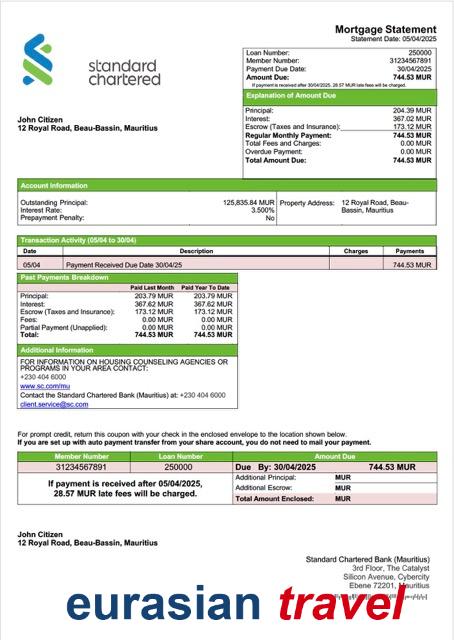 Mortgage Statement
Statement Date: 05/04/2025
standard
chartered
Loan Number: 250000
Member Number: 31234567891
Payment Due Date: 30/04/2025
Amount Due: 744.53 MUR
If payment is received after 30/04/2025, 28.57 MUR late fees will be charged.
Explanation of Amount Due
Principal: 204.39 MUR
Interest: 367.02 MUR
Escrow (Taxes and Insurance): 173.12 MUR
Regular Monthly Payment: 744.53 MUR
Total Fees and Charges: 0.00 MUR
Overdue Payment: 0.00 MUR
Total Amount Due: 744.53 MUR
John Citizen
12 Royal Road, Beau-Bassin, Mauritius
Account Information
Outstanding Principal: 125,835.84 MUR
Interest Rate: 3.500%
Prepayment Penalty: No
Property Address: 12 Royal Road, Beau-
Bassin, Mauritius
Transaction Activity (05/04 to 30/04)
Date Description Charges Payments
05/04 Payment Received Due Date 30/04/25 744.53 MUR
Past Payments Breakdown
Paid Last Month Paid Year To Date
Principal: 203.79 MUR 203.79 MUR
Interest: 367.62 MUR 367.62 MUR
Escrow (Taxes and Insurance): 173.12 MUR 173.12 MUR
Fees: 0.00 MUR 0.00 MUR
Partial Payment (Unapplied): 0.00 MUR 0.00 MUR
Total: 744.53 MUR 744.53 MUR
Additional Information
FOR INFORMATION ON HOUSING COUNSELING AGENCIES OR
PROGRAMS IN YOUR AREA CONTACT:
+230 404 6000
www.sc.com/mu
Contact the Standard Chartered Bank (Mauritius) at: +230 404 6000
client.service@sc.com
For prompt credit, return this coupon with your check in the enclosed envelope to the location shown below.
If you are set up with auto payment transfer from your share account, you do not need to mail your payment.
Member Number Loan Number Amount Due
31234567891 250000 Due By: 30/04/2025 744.53 MUR
If payment is received after 05/04/2025,
28.57 MUR late fees will be charged.
Additional Principal: MUR
Additional Escrow: MUR
Total Amount Enclosed: MUR
John Citizen
12 Royal Road, Beau-Bassin, Mauritius
Standard Chartered Bank (Mauritius)
3rd Floor, The Catalyst
Silicon Avenue, Cybercity
Ebene 72201, Mauritius
eurasian travel